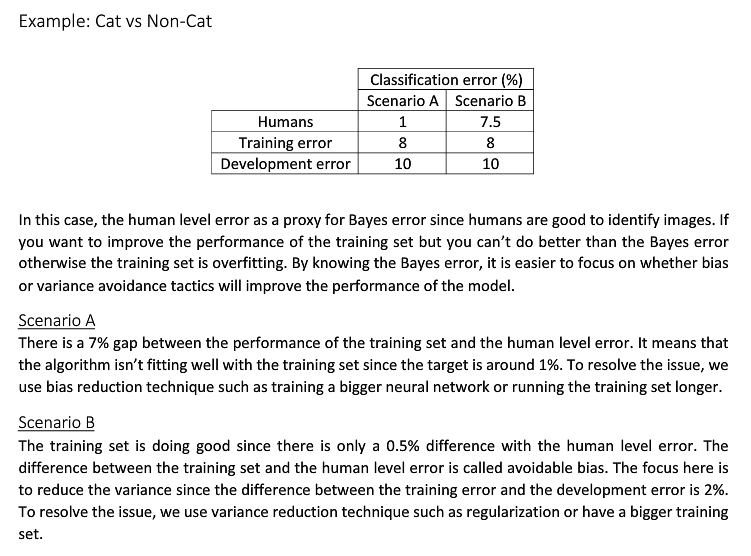 Example: Cat vs Non-Cat
Classification error (%)
Scenario A Scenario B
Humans 1 7.5
Training error 8 8
Development error 10 10
In this case, the human level error as a proxy for Bayes error since humans are good to identify images. If
you want to improve the performance of the training set but you can't do better than the Bayes error
otherwise the training set is overfitting. By knowing the Bayes error, it is easier to focus on whether bias
or variance avoidance tactics will improve the performance of the model.
Scenario A
There is a 7% gap between the performance of the training set and the human level error. It means that
the algorithm isn't fitting well with the training set since the target is around 1%. To resolve the issue, we
use bias reduction technique such as training a bigger neural network or running the training set longer.
Scenario B
The training set is doing good since there is only a 0.5% difference with the human level error. The
difference between the training set and the human level error is called avoidable bias. The focus here is
to reduce the variance since the difference between the training error and the development error is 2%.
To resolve the issue, we use variance reduction technique such as regularization or have a bigger training
set.